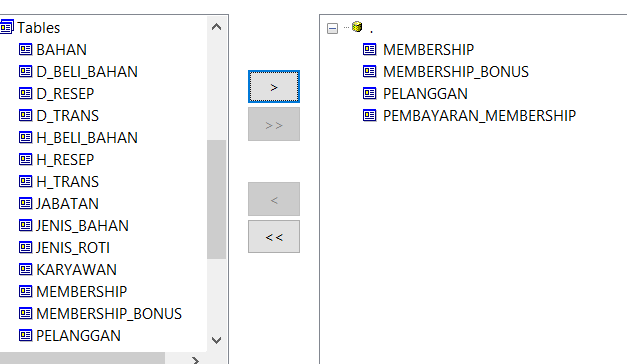 Tables
BAHAN
D_BELI_BAHAN
D_RESEP
D_TRANS
H_BELI_BAHAN
H_RESEP
H_TRANS
JABATAN
JENIS_BAHAN
JENIS_ROTI
KARYAWAN
MEMBERSHIP
MEMBERSHIP_BONUS
PELANGGAN
>
>>
<
<<
.
MEMBERSHIP
MEMBERSHIP_BONUS
PELANGGAN
PEMBAYARAN_MEMBERSHIP